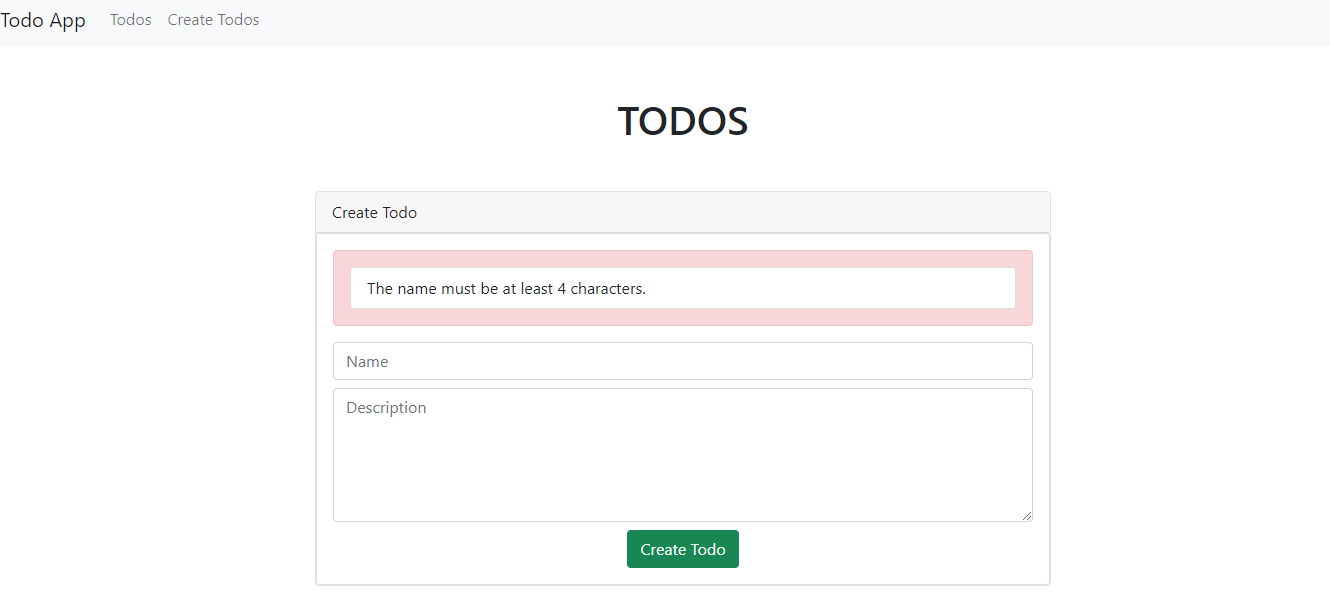 Todo App Todos Create Todos
TODOS
Create Todo
The name must be at least 4 characters.
Name
Description
Create Todo